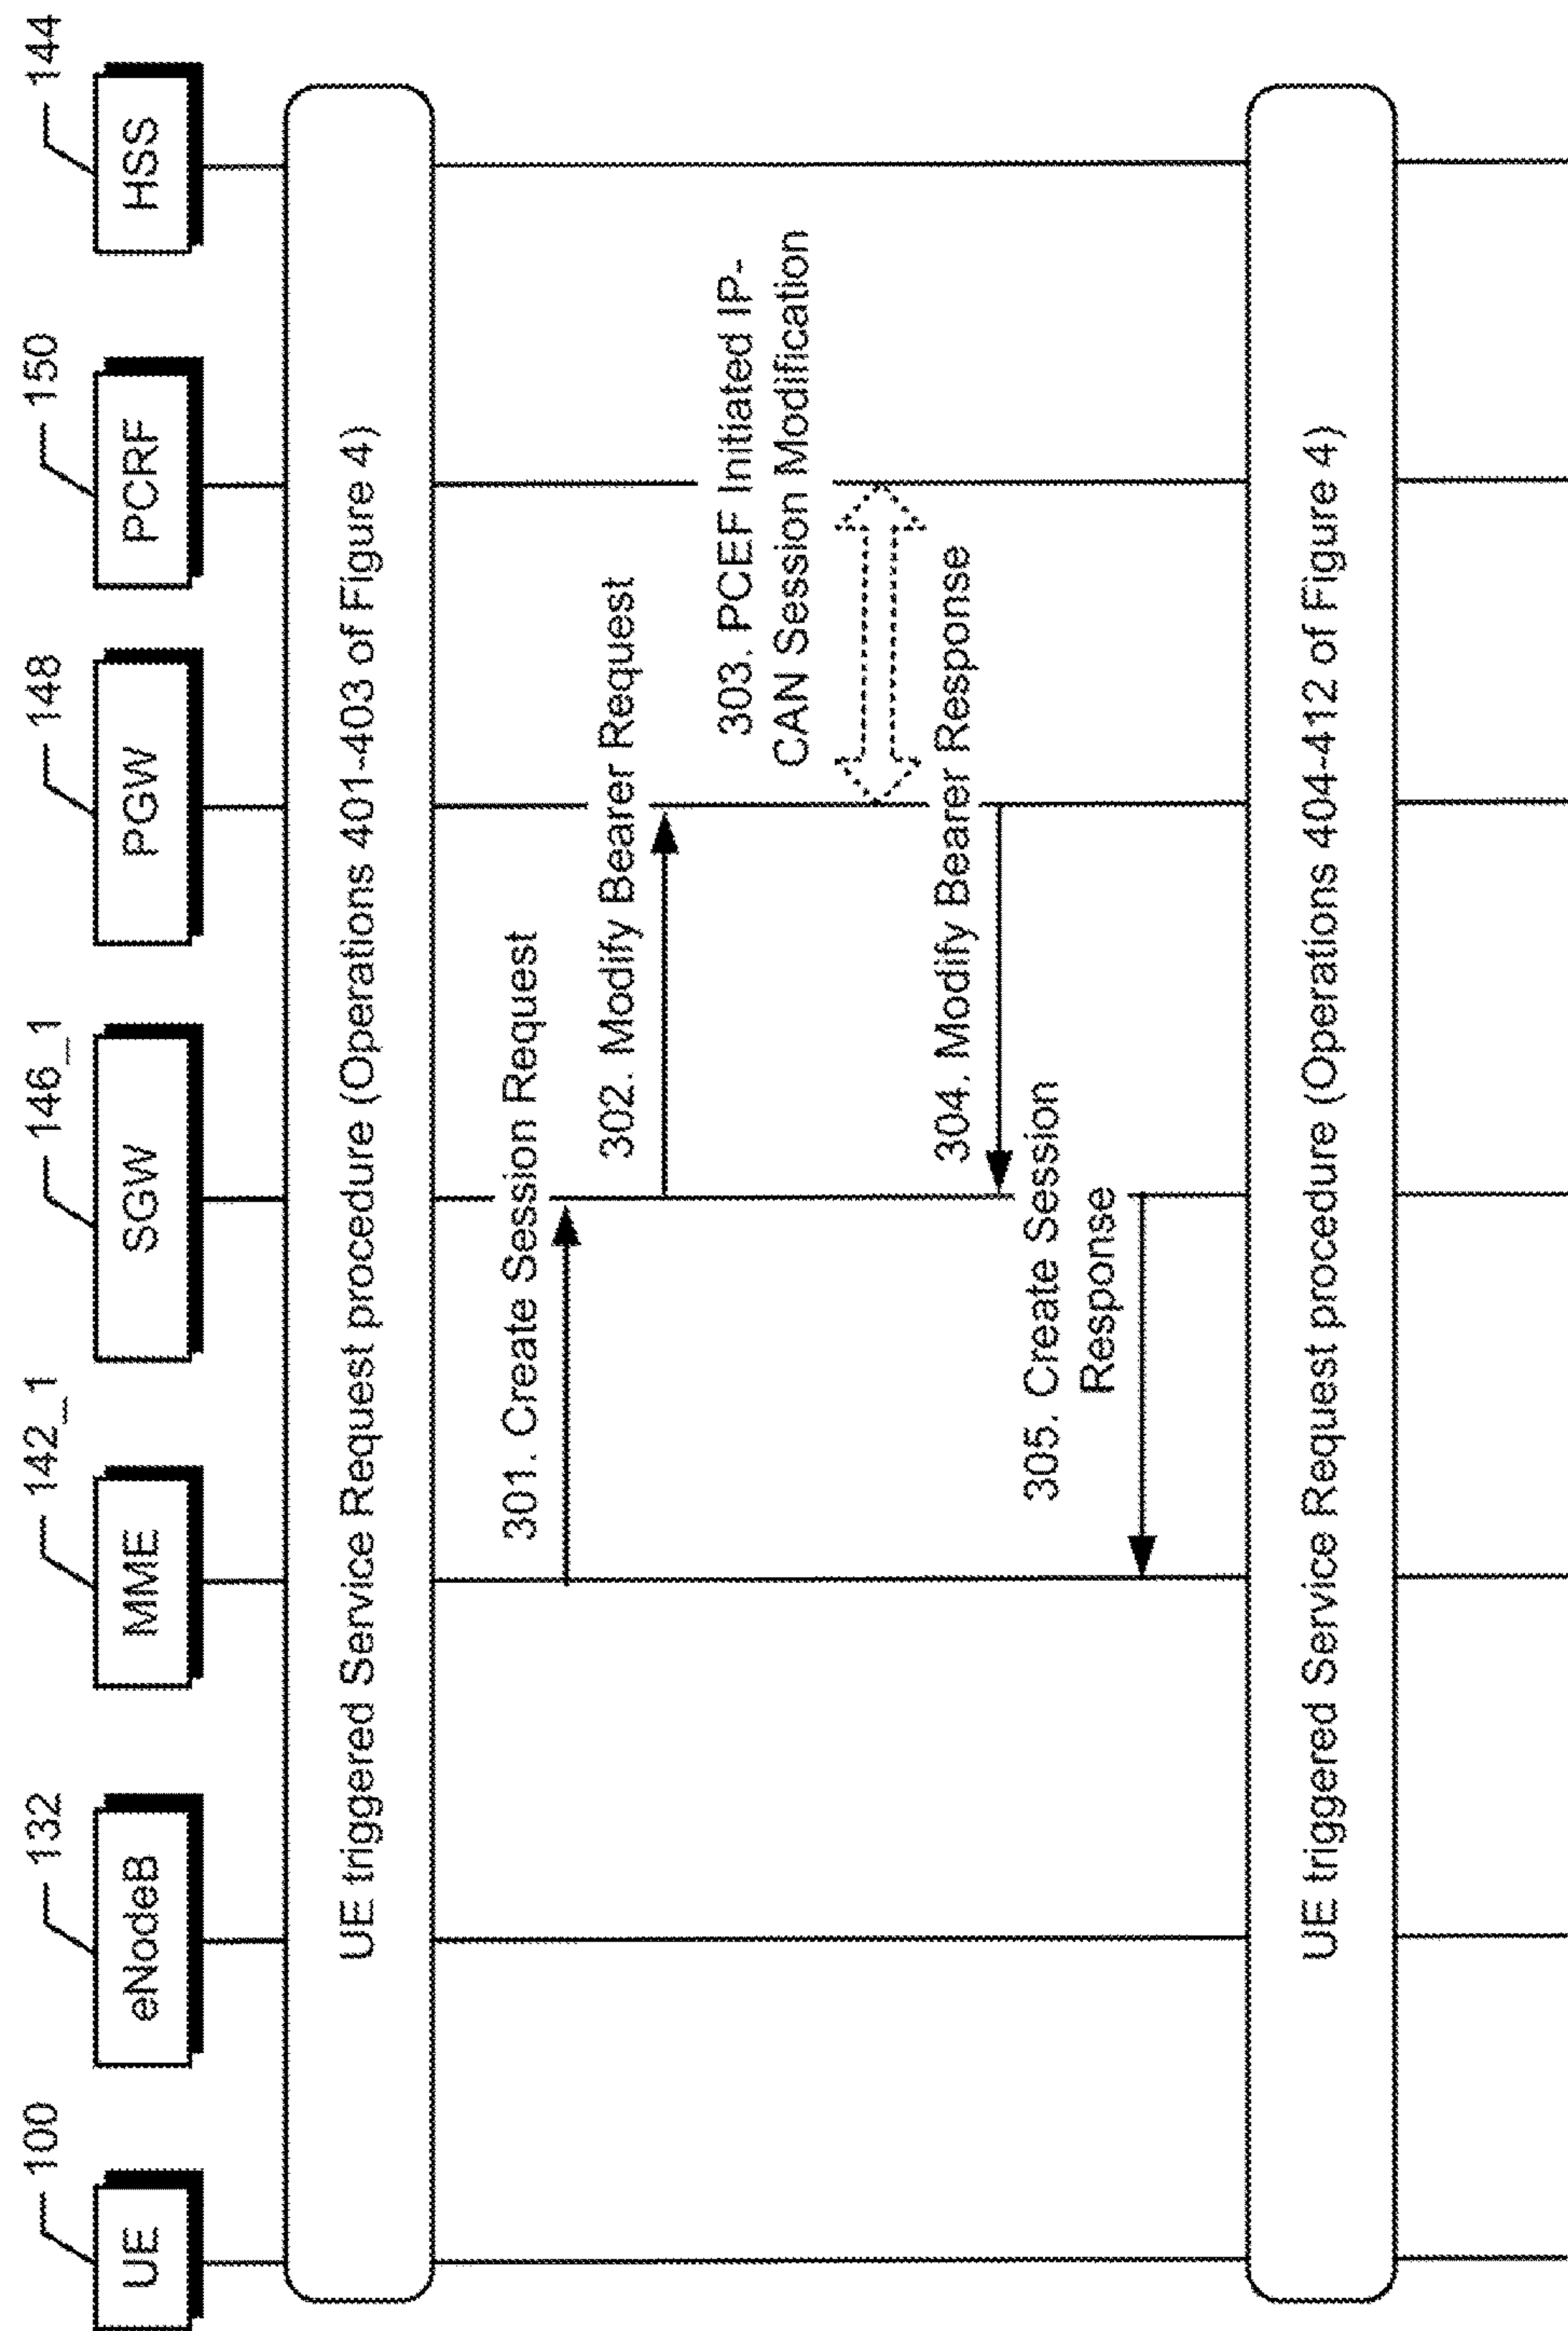 100
132
142_1
146_1
148
150
144
UE
eNodeB
MME
SGW
PGW
PCRF
HSS
UE triggered Service Request procedure (Operations 401-403 of Figure 4)
301. Create Session Request
302. Modify Bearer Request
303. PCEF Initiated IP-
CAN Session Modification
304. Modify Bearer Response
305. Create Session
Response
UE triggered Service Request procedure (Operations 404-412 of Figure 4)